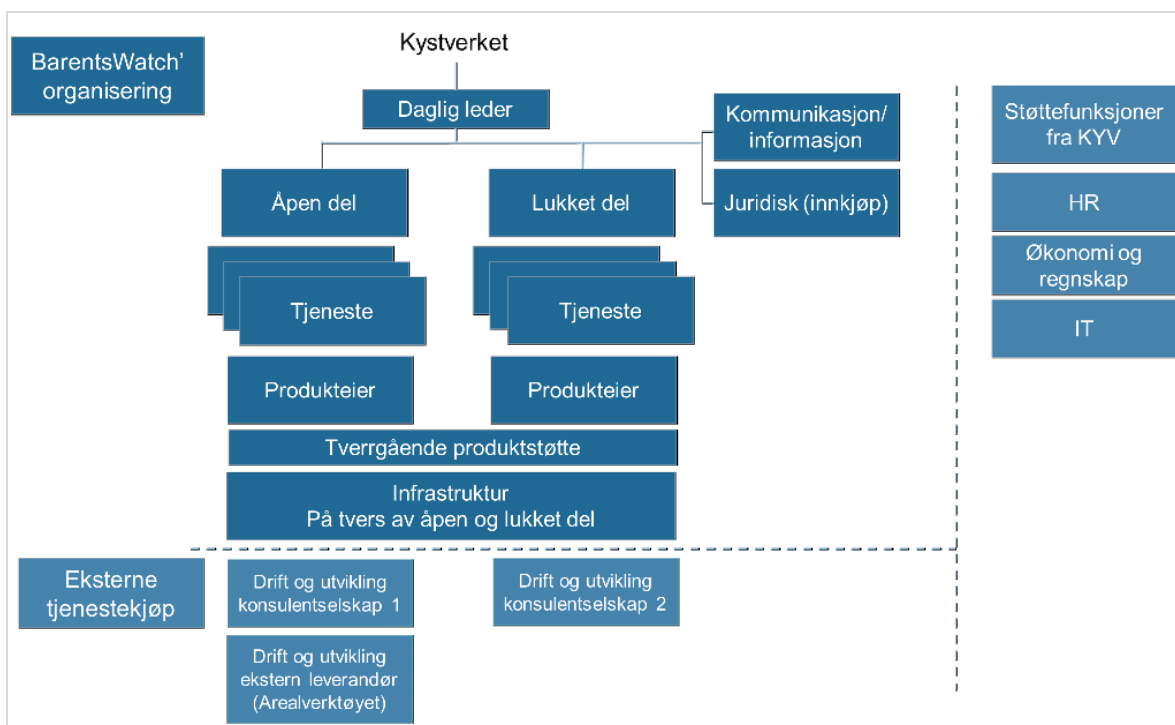 BarentsWatch'
organisering
Kystverket
Daglig leder
Kommunikasjon/
informasjon
Juridisk (innkjøp)
Åpen del
Lukket del
Tjeneste
Tjeneste
Produkteier
Produkteier
Tverrgående produktstøtte
Infrastruktur
På tvers av åpen og lukket del
Støttefunksjoner
fra KYV
HR
Økonomi og
regnskap
IT
Eksterne
tjenestekjøp
Drift og utvikling
konsulentselskap 1
Drift og utvikling
konsulentselskap 2
Drift og utvikling
ekstern leverandør
(Arealverktøyet)